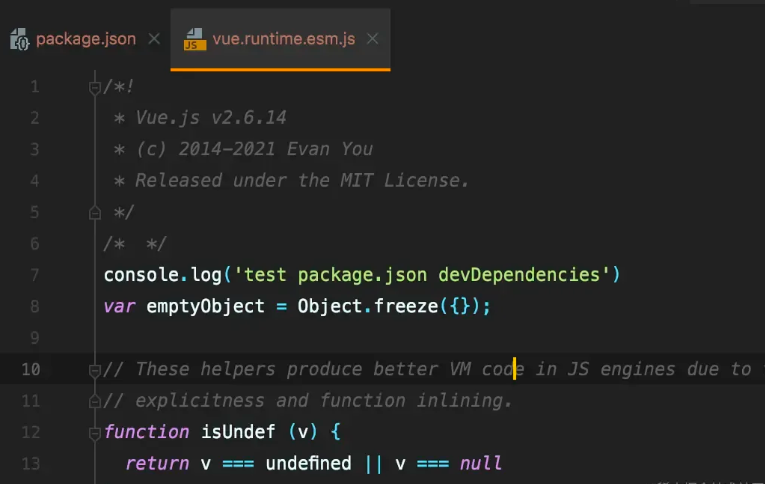 package.json
JS vue.runtime.esm.js
1 /*!
2 * Vue.js v2.6.14
3 * (c) 2014-2021 Evan You
4 * Released under the MIT License.
5 */
6 /* */
7 console.log('test package.json devDependencies')
8 var emptyObject = Object.freeze({});
9
10 // These helpers produce better VM code in JS engines due to
11 // explicitness and function inlining.
12 function isUndef (v) {
13 return v === undefined || v === null